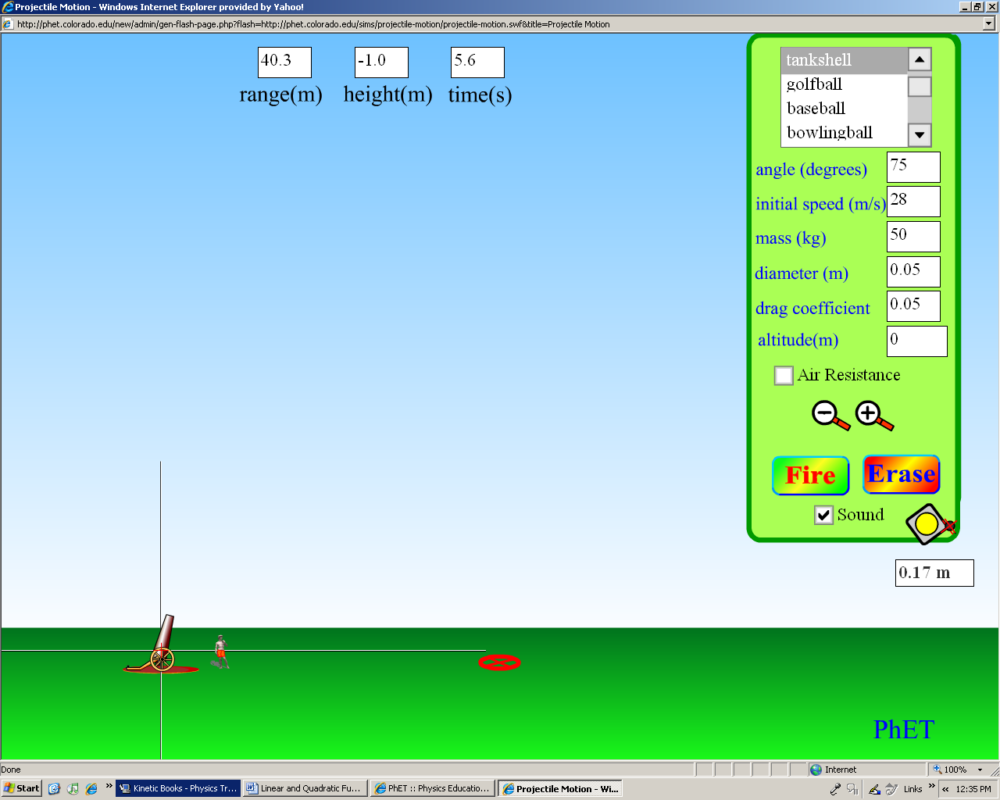 Projectile Motion - Windows Internet Explorer provided by Yahoo!
http://phet.colorado.edu/new/admin/gen-flash-page.php?flash=http://phet.colorado.edu/sims/projectile-motion/projectile-motion.swf&title=Projectile Motion
40.3 -1.0 5.6
range(m) height(m) time(s)
tankshell
golfball
baseball
bowlingball
angle (degrees) 75
initial speed (m/s) 28
mass (kg) 50
diameter (m) 0.05
drag coefficient 0.05
altitude(m) 0
Air Resistance
Fire Erase
Sound
0.17 m
PhET
Done Internet 100%
Start » Kinetic Books - Physics Tr... Linear and Quadratic Fu... PhET :: Physics Educatio... Projectile Motion - Wi... Links » « 12:35 PM